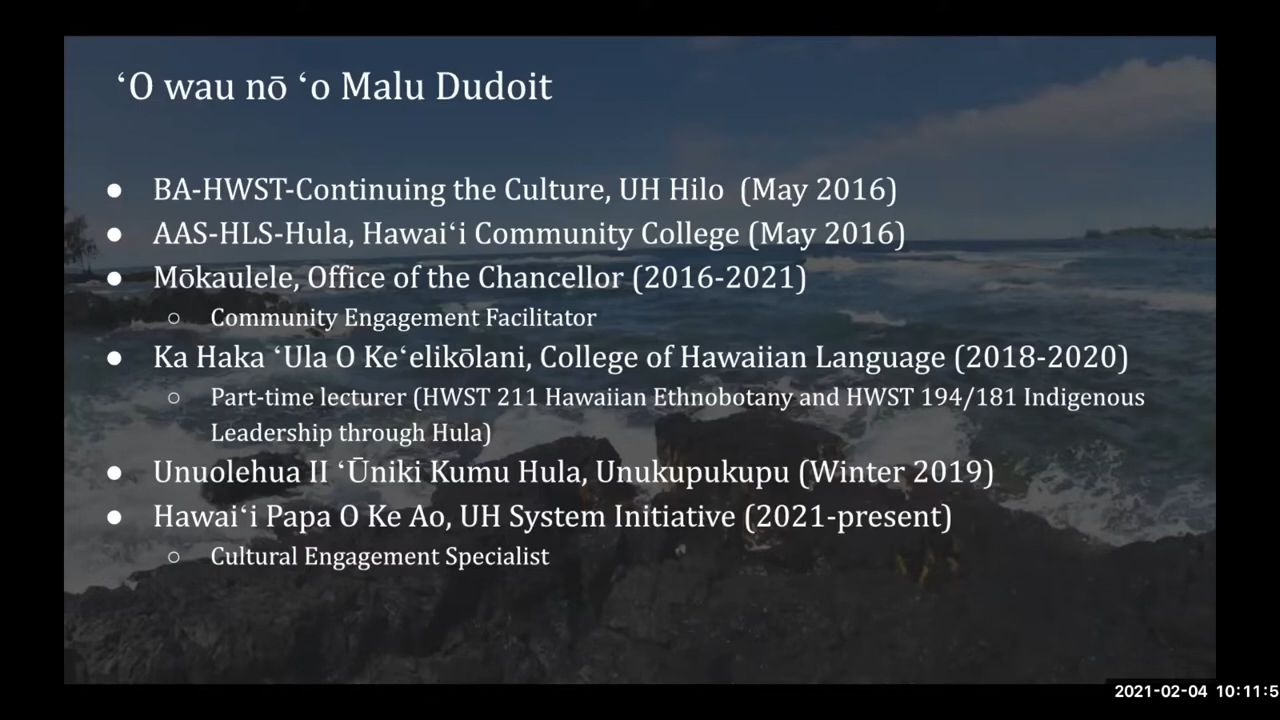 ʻO wau nō ʻo Malu Dudoit
● BA-HWST-Continuing the Culture, UH Hilo (May 2016)
● AAS-HLS-Hula, Hawaiʻi Community College (May 2016)
● Mōkaulele, Office of the Chancellor (2016-2021)
○ Community Engagement Facilitator
● Ka Haka ʻUla O Keʻelikōlani, College of Hawaiian Language (2018-2020)
○ Part-time lecturer (HWST 211 Hawaiian Ethnobotany and HWST 194/181 Indigenous
Leadership through Hula)
● Unuolehua II ʻŪniki Kumu Hula, Unukupukupu (Winter 2019)
● Hawaiʻi Papa O Ke Ao, UH System Initiative (2021-present)
○ Cultural Engagement Specialist
2021-02-04 10:11:5